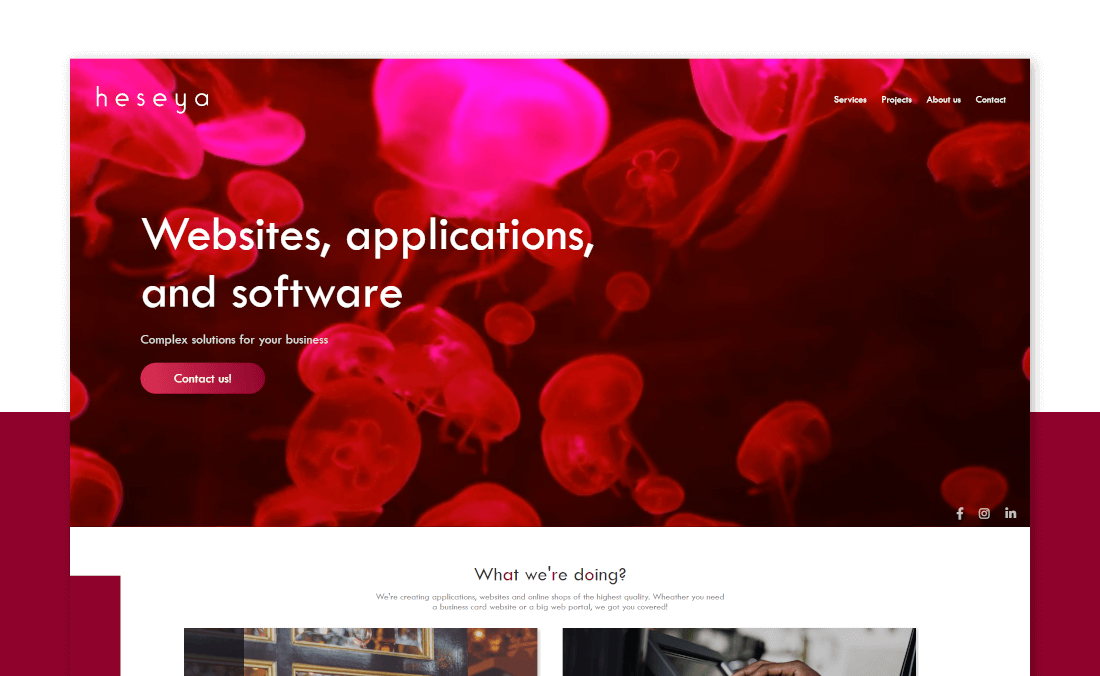 heseya
Services Projects About us Contact
Websites, applications,
and software
Complex solutions for your business
Contact us!
What we're doing?
We're creating applications, websites and online shops of the highest quality. Wheather you need
a business card website or a big web portal, we got you covered!